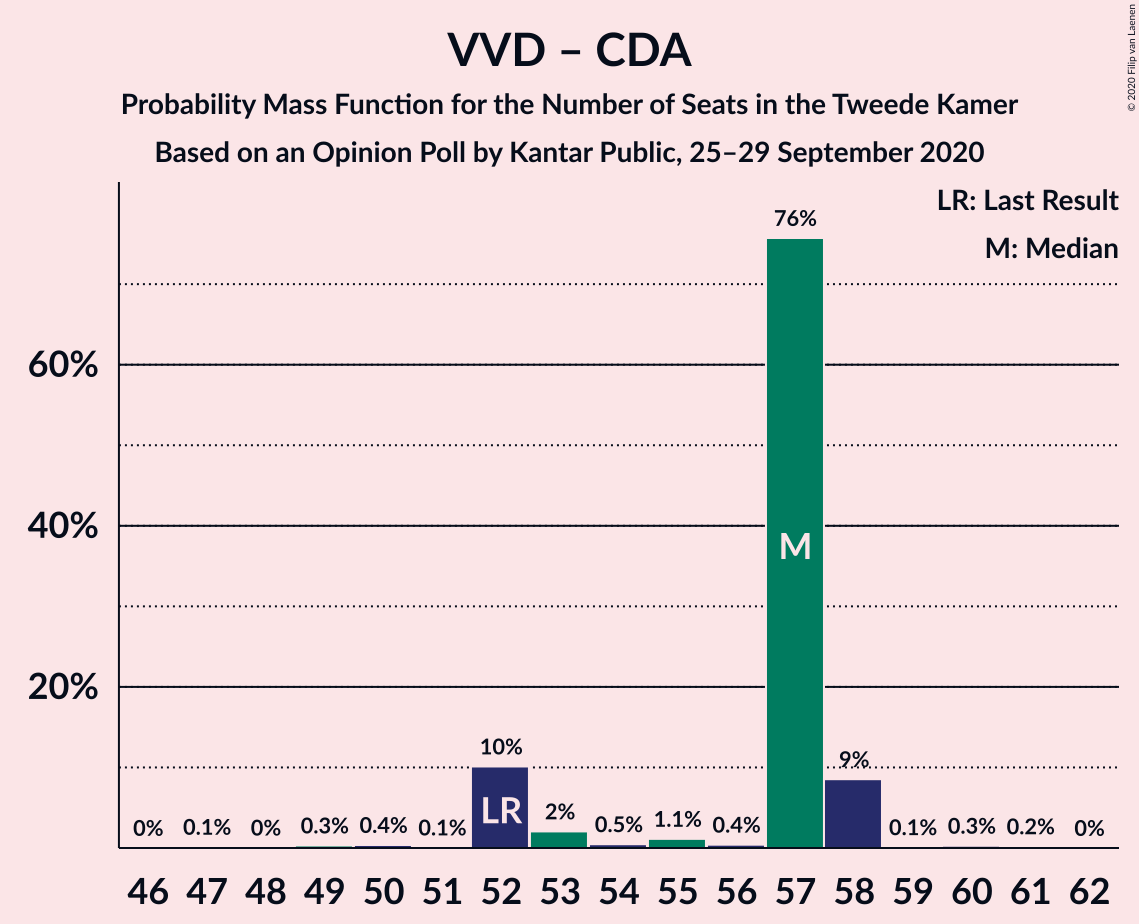 VVD – CDA
Probability Mass Function for the Number of Seats in the Tweede Kamer
Based on an Opinion Poll by Kantar Public, 25–29 September 2020
© 2020 Filip van Laenen
LR: Last Result
M: Median
60%
40%
20%
0% 0.1% 0% 0.3% 0.4% 0.1% 10% 2% 0.5% 1.1% 0.4% 76% 9% 0.1% 0.3% 0.2% 0%
LR
M
46 47 48 49 50 51 52 53 54 55 56 57 58 59 60 61 62